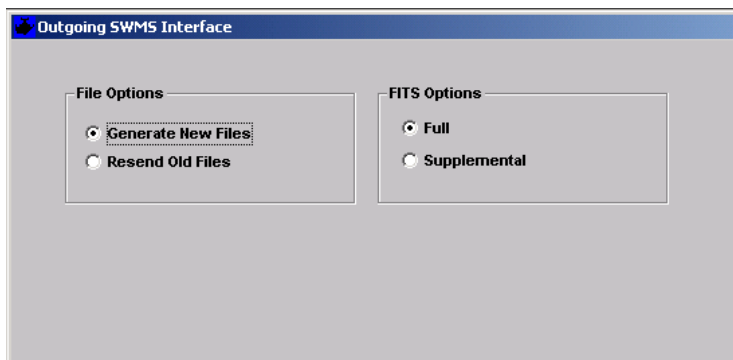 Outgoing SWMS Interface
File Options
Generate New Files
Resend Old Files
FITS Options
Full
Supplemental